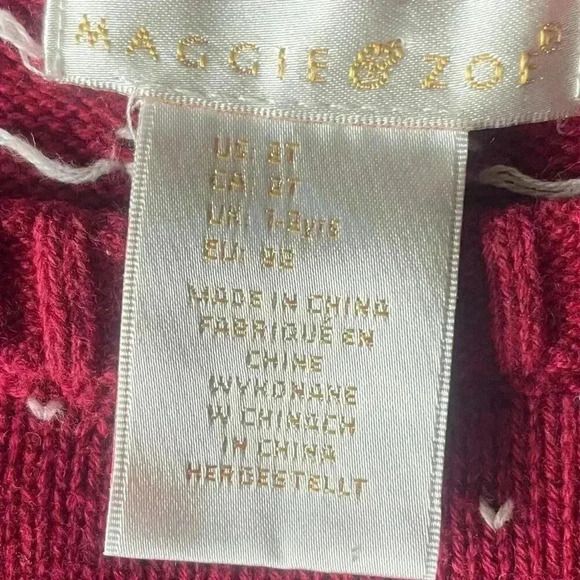 MAGGIE & ZOE
US: 2T
CA: 2T
UK: 1-2yrs
EU: 92
MADE IN CHINA
FABRIQUÉ EN
CHINE
WYKONANE
W CHINACH
IN CHINA
HERGESTELLT